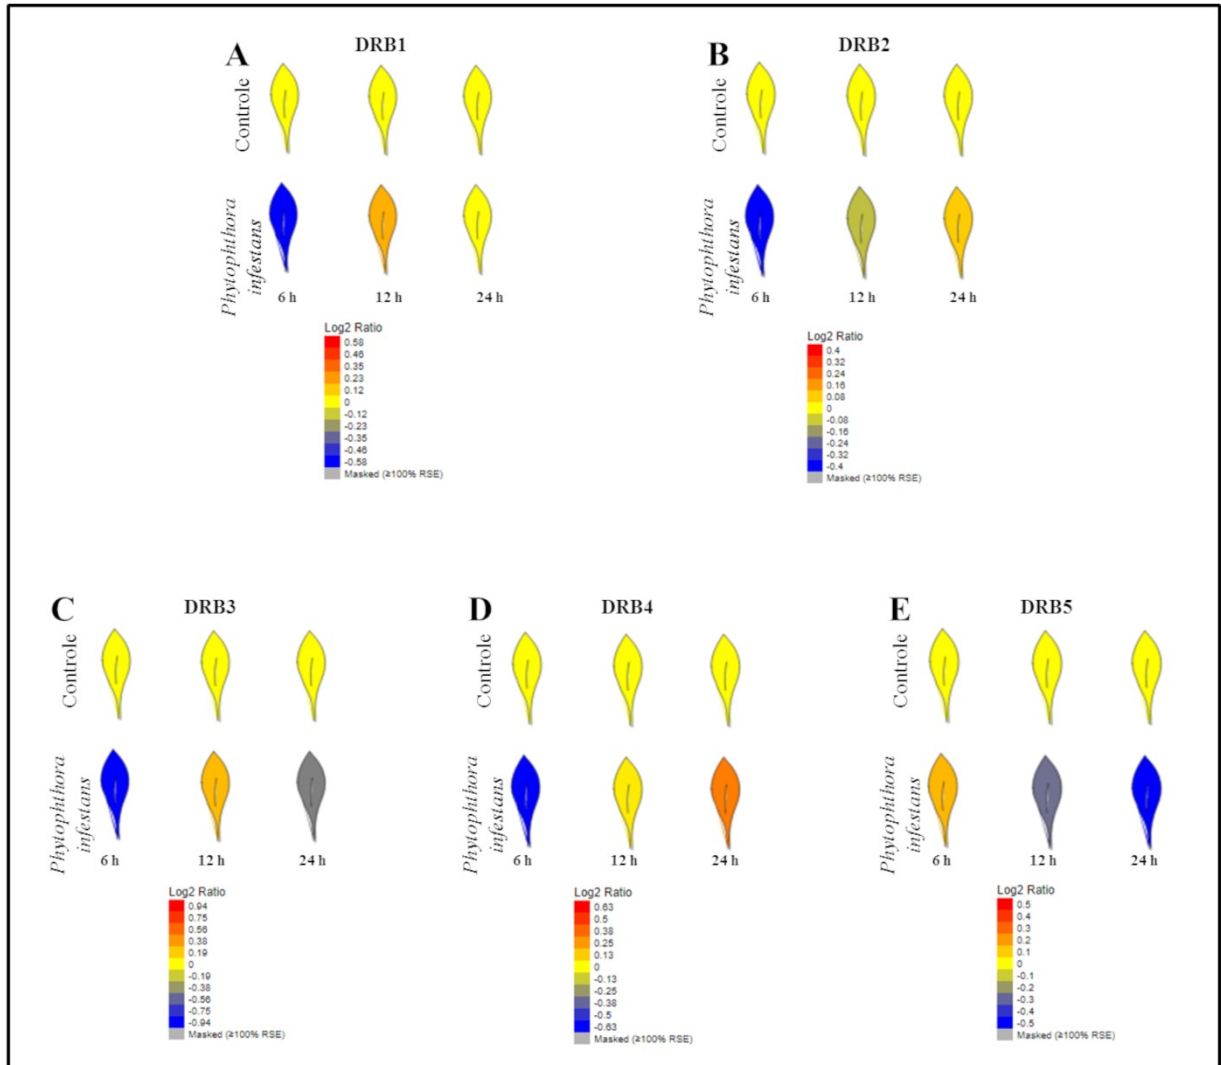 A
DRB1
Controle
Phytophthora
infestans
6 h
12 h
24 h
Log2 Ratio
0.58
0.46
0.35
0.23
0.12
0
-0.12
-0.23
-0.35
-0.46
-0.58
Masked (≥100% RSE)
B
DRB2
Controle
Phytophthora
infestans
6 h
12 h
24 h
Log2 Ratio
0.4
0.32
0.24
0.16
0.08
0
-0.08
-0.16
-0.24
-0.32
-0.4
Masked (≥100% RSE)
C
DRB3
Controle
Phytophthora
infestans
6 h
12 h
24 h
Log2 Ratio
0.94
0.75
0.56
0.38
0.19
0
-0.19
-0.38
-0.56
-0.75
-0.94
Masked (≥100% RSE)
D
DRB4
Controle
Phytophthora
infestans
6 h
12 h
24 h
Log2 Ratio
0.63
0.5
0.38
0.25
0.13
0
-0.13
-0.25
-0.38
-0.5
-0.63
Masked (≥100% RSE)
E
DRB5
Controle
Phytophthora
infestans
6 h
12 h
24 h
Log2 Ratio
0.5
0.4
0.3
0.2
0.1
0
-0.1
-0.2
-0.3
-0.4
-0.5
Masked (≥100% RSE)